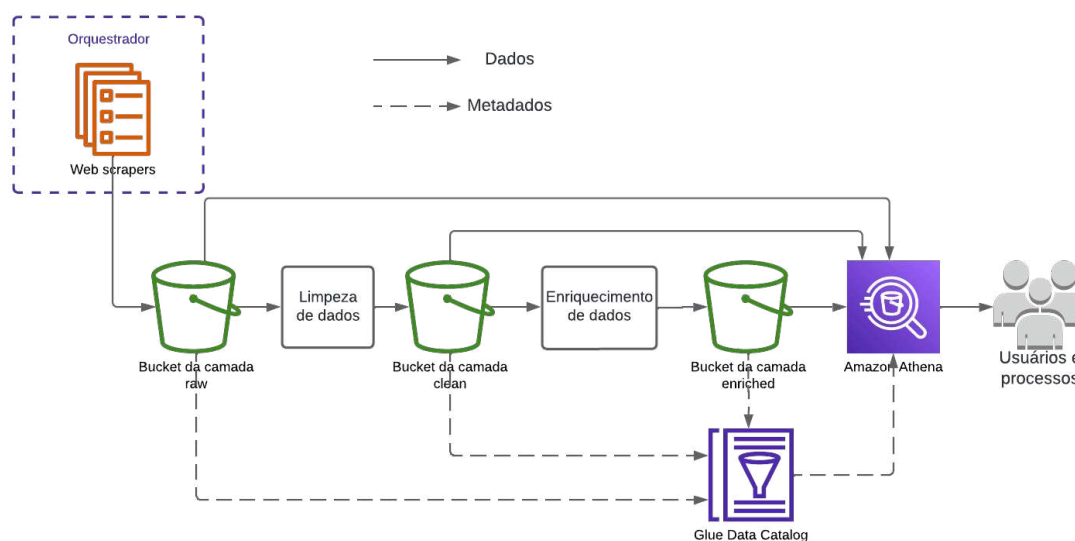 Orquestrador
Web scrapers
Dados
Metadados
Limpeza
de dados
Enriquecimento
de dados
Bucket da camada
raw
Bucket da camada
clean
Bucket da camada
enriched
Amazon Athena
Usuários e
processos
Glue Data Catalog